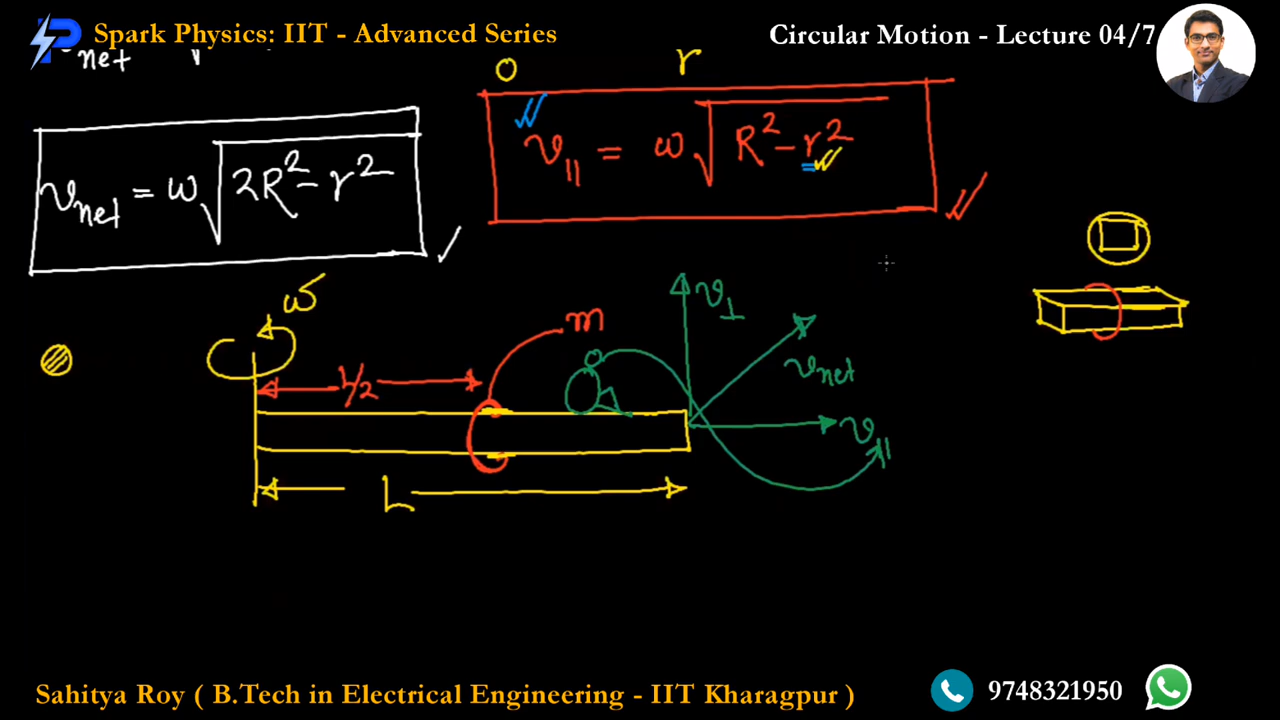 Spark Physics: IIT - Advanced Series
Circular Motion - Lecture 04/7
net
0 r
v_net = ω√(2R² - r²)
v_|| = ω√(R² - r²)
ω
m
L/2
v_⊥
v_net
v_||
L
Sahitya Roy ( B.Tech in Electrical Engineering - IIT Kharagpur )
9748321950